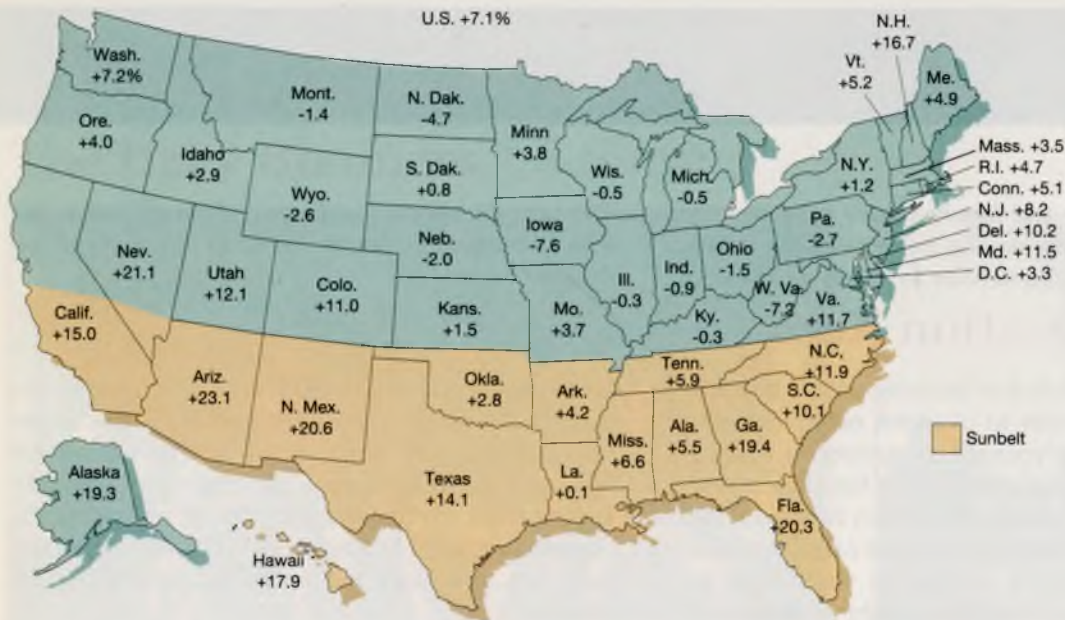 U.S. +7.1%
N.H.
+16.7
Vt.
+5.2
Me.
+4.9
Wash.
+7.2%
Mont.
-1.4
N. Dak.
-4.7
Minn
+3.8
Ore.
+4.0
Idaho
+2.9
S. Dak.
+0.8
Wis.
-0.5
Mich.
-0.5
N.Y.
+1.2
Mass. +3.5
R.I. +4.7
Conn. +5.1
N.J. +8.2
Del. +10.2
Md. +11.5
D.C. +3.3
Wyo.
-2.6
Iowa
-7.6
Neb.
-2.0
Pa.
-2.7
Nev.
+21.1
Utah
+12.1
Colo.
+11.0
Ill.
-0.3
Ind.
-0.9
Ohio
-1.5
W. Va.
-7.2
Va.
+11.7
Kans.
+1.5
Mo.
+3.7
Ky.
-0.3
Calif.
+15.0
Ariz.
+23.1
N. Mex.
+20.6
Okla.
+2.8
Ark.
+4.2
Tenn.
+5.9
N.C,
+11.9
S.C.
+10.1
Miss.
+6.6
Ala.
+5.5
Ga.
+19.4
Sunbelt
Texas
+14.1
La.
+0.1
Fla.
+20.3
Alaska
+19.3
Hawaii
+17.9